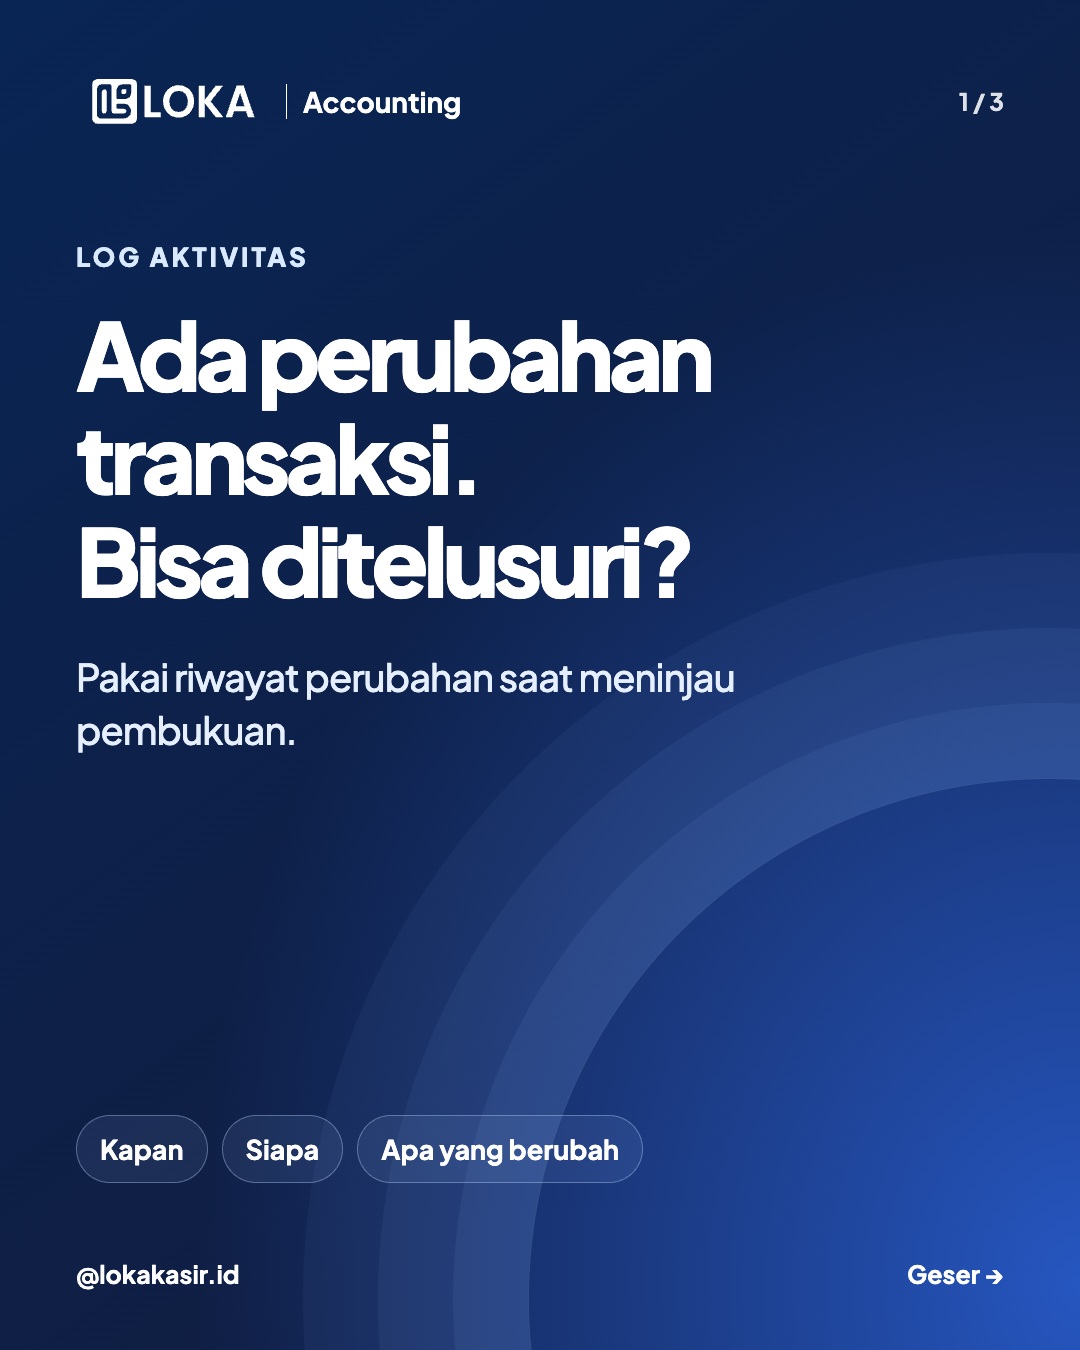 LOKA | Accounting
1/3
LOG AKTIVITAS
Ada perubahan
transaksi.
Bisa ditelusuri?
Pakai riwayat perubahan saat meninjau
pembukuan.
Kapan
Siapa
Apa yang berubah
@lokakasir.id
Geser →